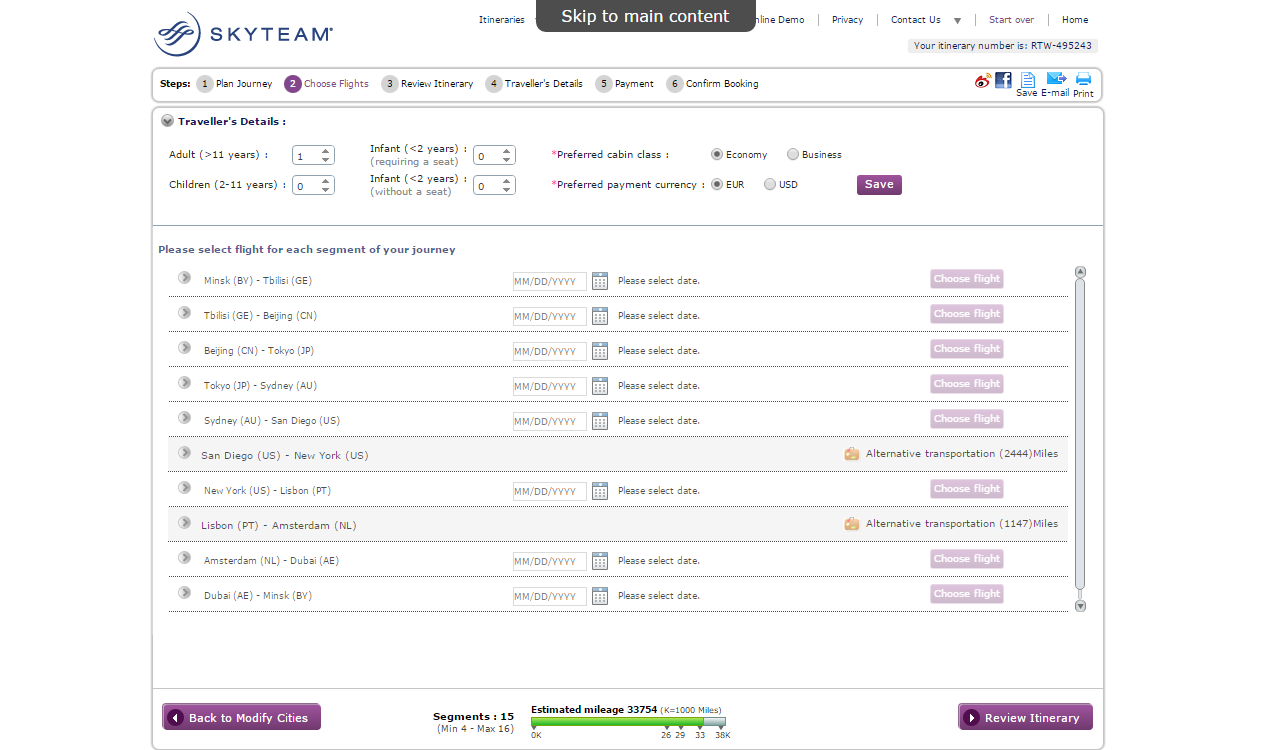 SKYTEAM
Itineraries
Skip to main content
nline Demo
Privacy
Contact Us
Start over
Home
Your itinerary number is: RTW-495243
Steps: 1 Plan Journey 2 Choose Flights 3 Review Itinerary 4 Traveller's Details 5 Payment 6 Confirm Booking
Save E-mail Print
Traveller's Details :
Adult (>11 years) : 1 Infant (<2 years) : (requiring a seat) 0 *Preferred cabin class : Economy Business
Children (2-11 years) : 0 Infant (<2 years) : (without a seat) 0 *Preferred payment currency : EUR USD Save
Please select flight for each segment of your journey
Minsk (BY) - Tbilisi (GE) MM/DD/YYYY Please select date. Choose flight
Tbilisi (GE) - Beijing (CN) MM/DD/YYYY Please select date. Choose flight
Beijing (CN) - Tokyo (JP) MM/DD/YYYY Please select date. Choose flight
Tokyo (JP) - Sydney (AU) MM/DD/YYYY Please select date. Choose flight
Sydney (AU) - San Diego (US) MM/DD/YYYY Please select date. Choose flight
San Diego (US) - New York (US) Alternative transportation (2444)Miles
New York (US) - Lisbon (PT) MM/DD/YYYY Please select date. Choose flight
Lisbon (PT) - Amsterdam (NL) Alternative transportation (1147)Miles
Amsterdam (NL) - Dubai (AE) MM/DD/YYYY Please select date. Choose flight
Dubai (AE) - Minsk (BY) MM/DD/YYYY Please select date. Choose flight
Back to Modify Cities
Segments : 15
(Min 4 - Max 16)
Estimated mileage 33754 (K=1000 Miles)
0K 26 29 33 38K
Review Itinerary